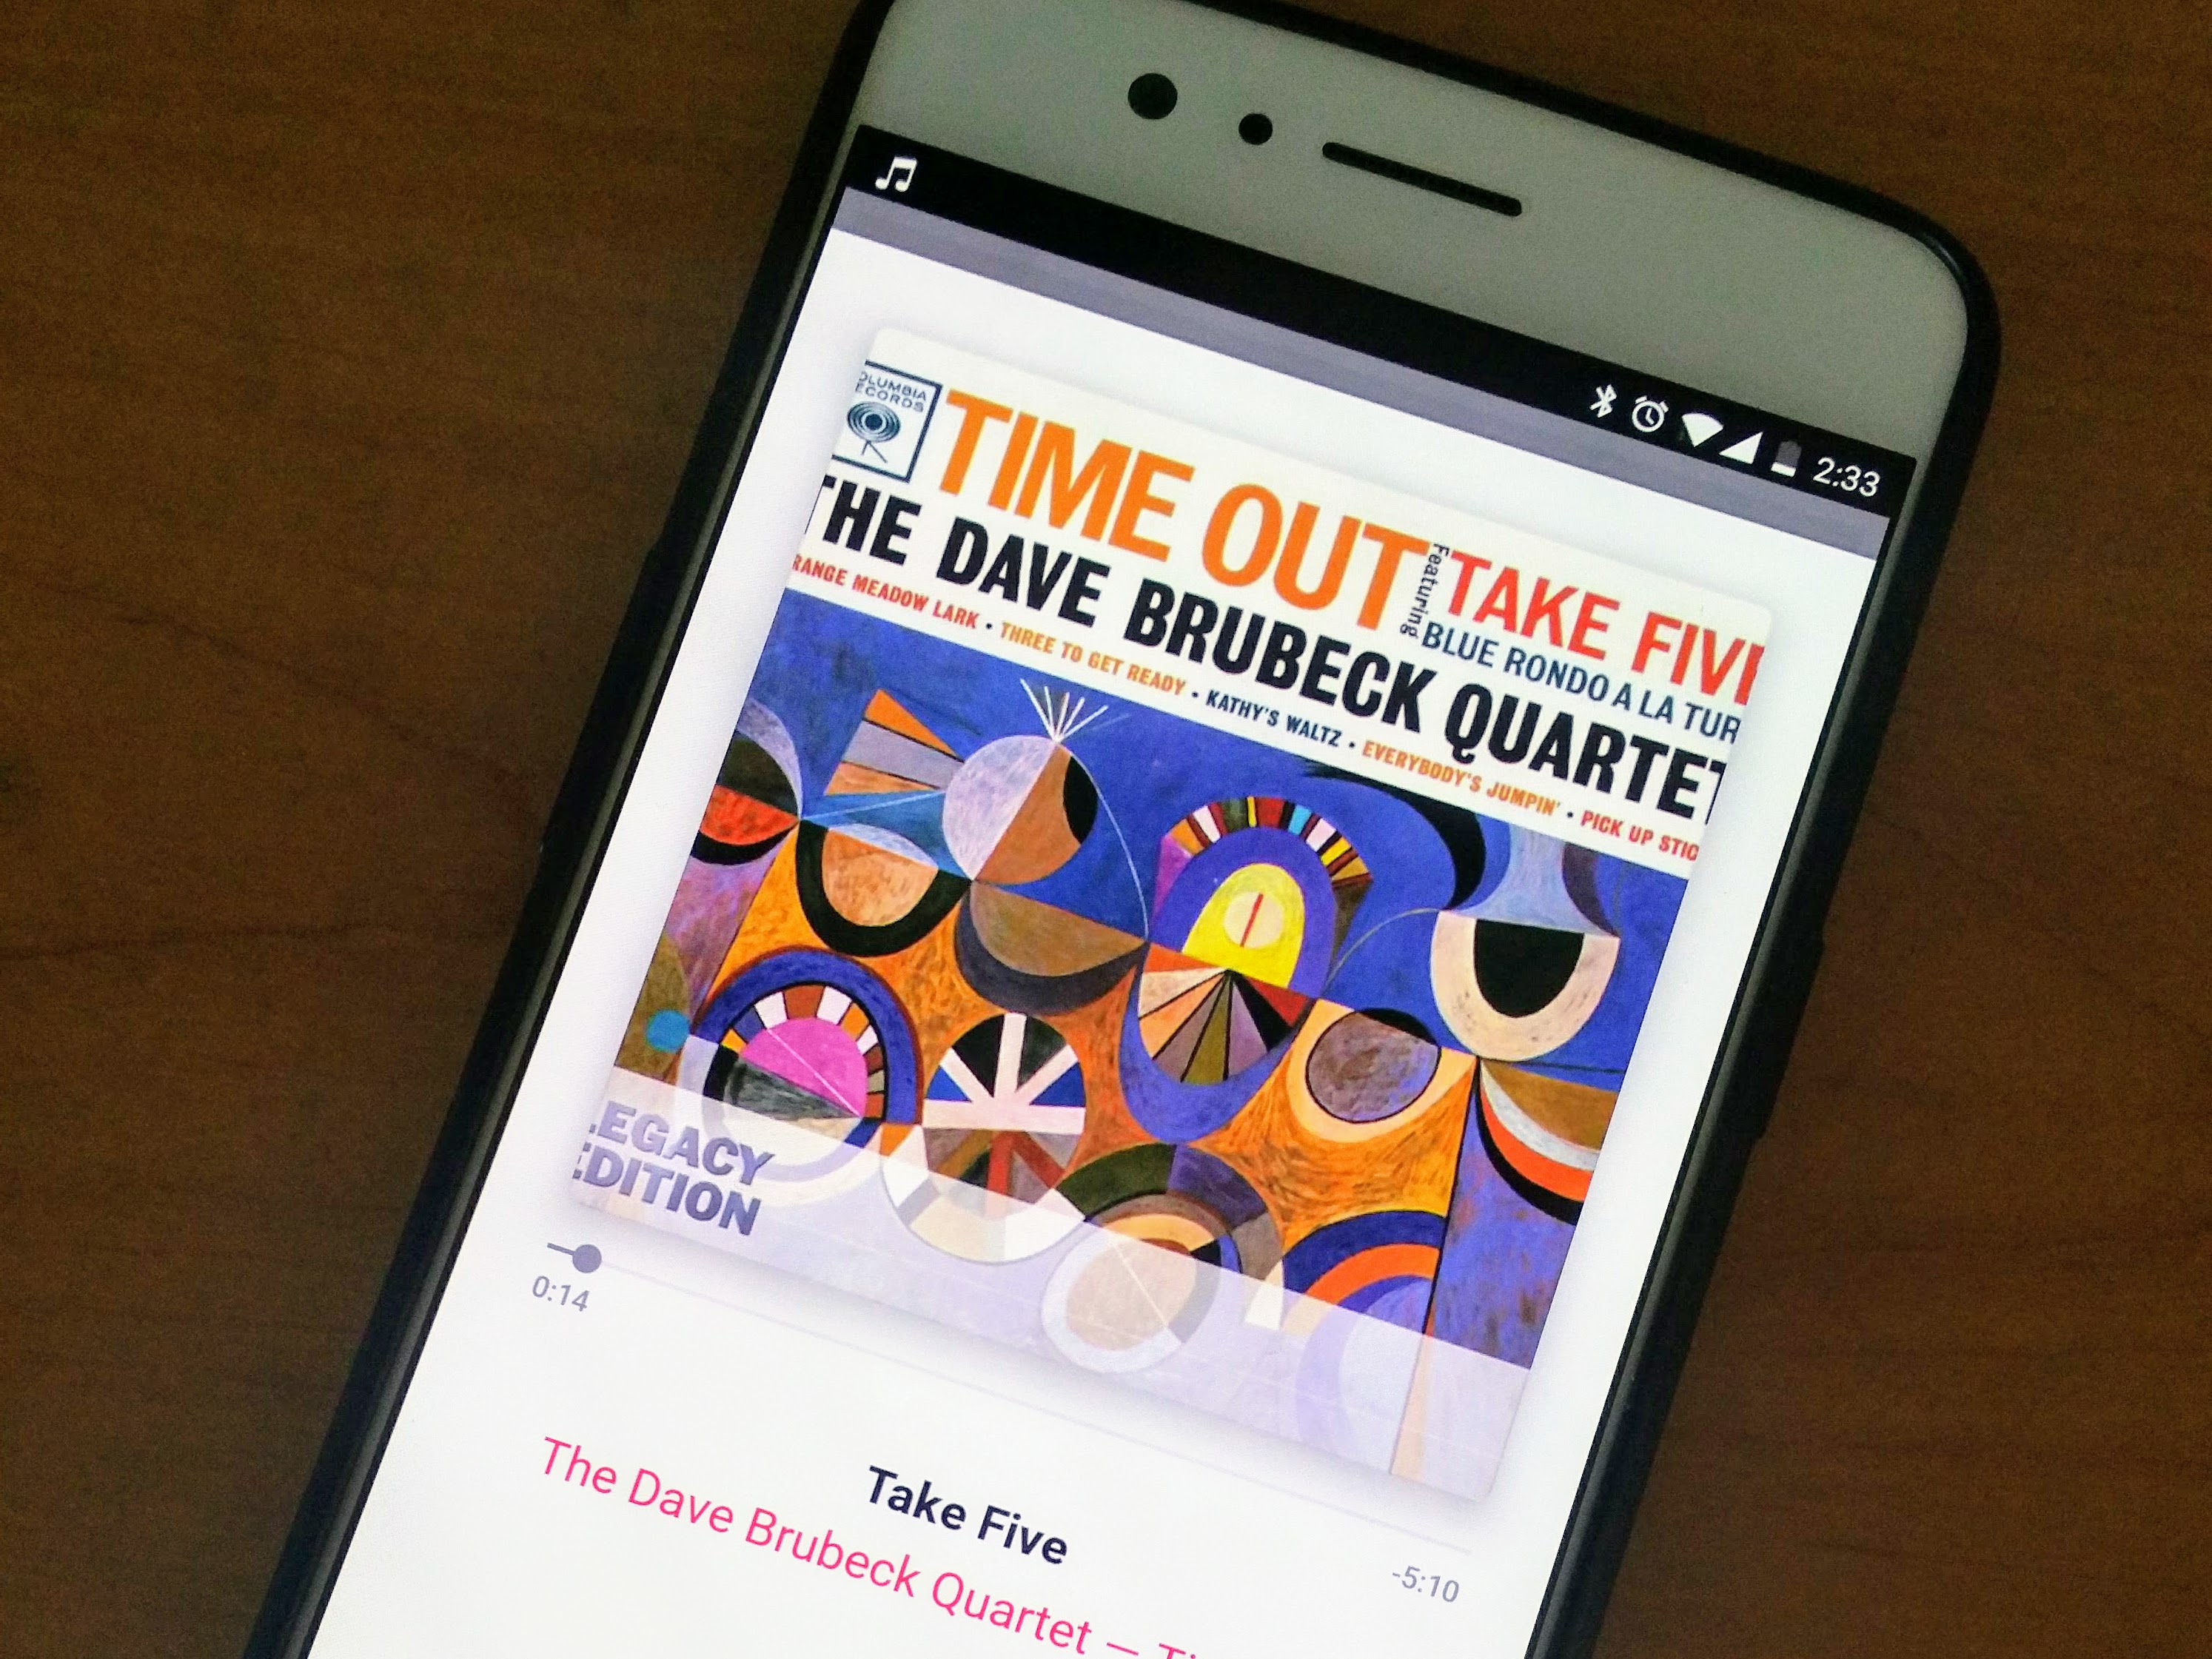 2:33
OLUMBIA
ECORDS
TIME OUT Featuring TAKE FIVE
BLUE RONDO A LA TUR
THE DAVE BRUBECK QUARTET
RANGE MEADOW LARK • THREE TO GET READY • KATHY'S WALTZ • EVERYBODY'S JUMPIN' • PICK UP STIC
LEGACY
EDITION
0:14
-5:10
Take Five
The Dave Brubeck Quartet — Ti